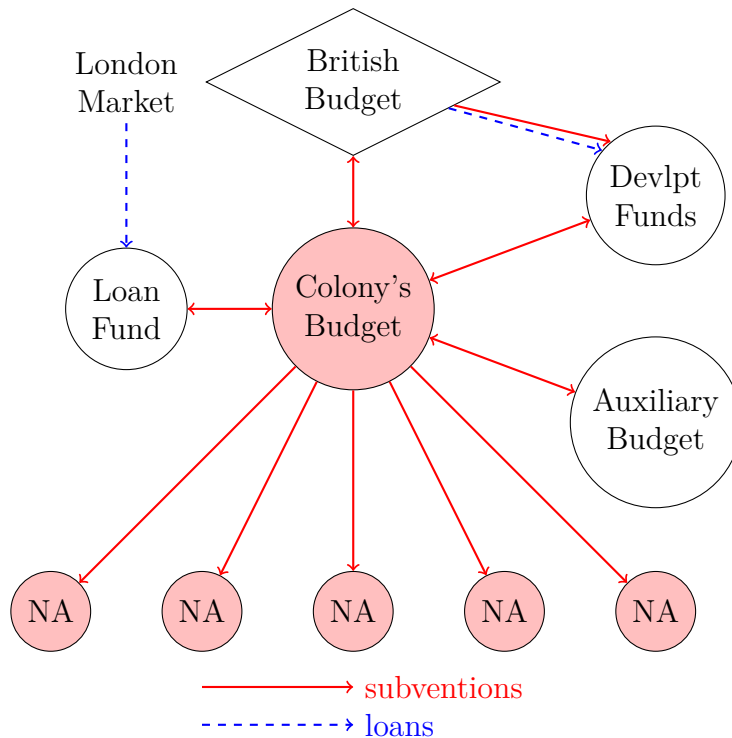 London
Market
British
Budget
Devlpt
Funds
Loan
Fund
Colony's
Budget
Auxiliary
Budget
NA
NA
NA
NA
NA
subventions
loans